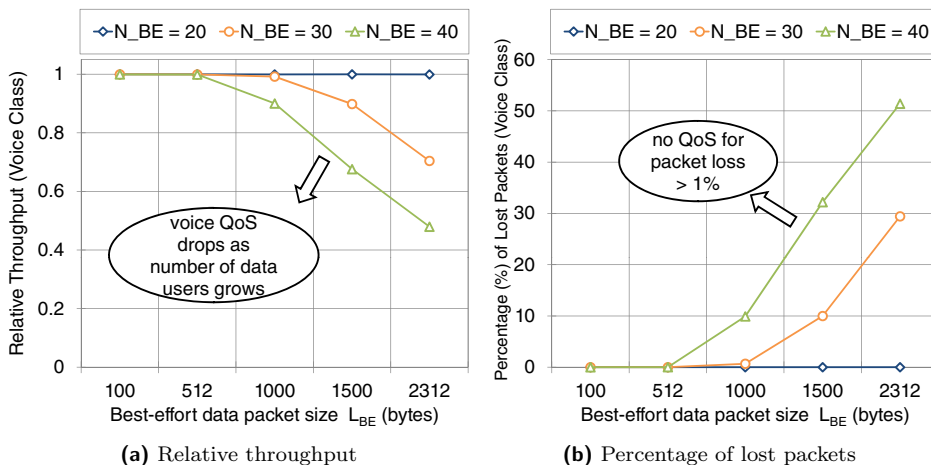 N_BE = 20 N_BE = 30 N_BE = 40
Relative Throughput (Voice Class)
1
0.8
0.6
0.4
0.2
0
voice QoS
drops as
number of data
users grows
100 512 1000 1500 2312
Best-effort data packet size L_BE (bytes)
(a) Relative throughput
N_BE = 20 N_BE = 30 N_BE = 40
Percentage (%) of Lost Packets (Voice Class)
60
50
40
30
20
10
0
no QoS for
packet loss
> 1%
100 512 1000 1500 2312
Best-effort data packet size L_BE (bytes)
(b) Percentage of lost packets